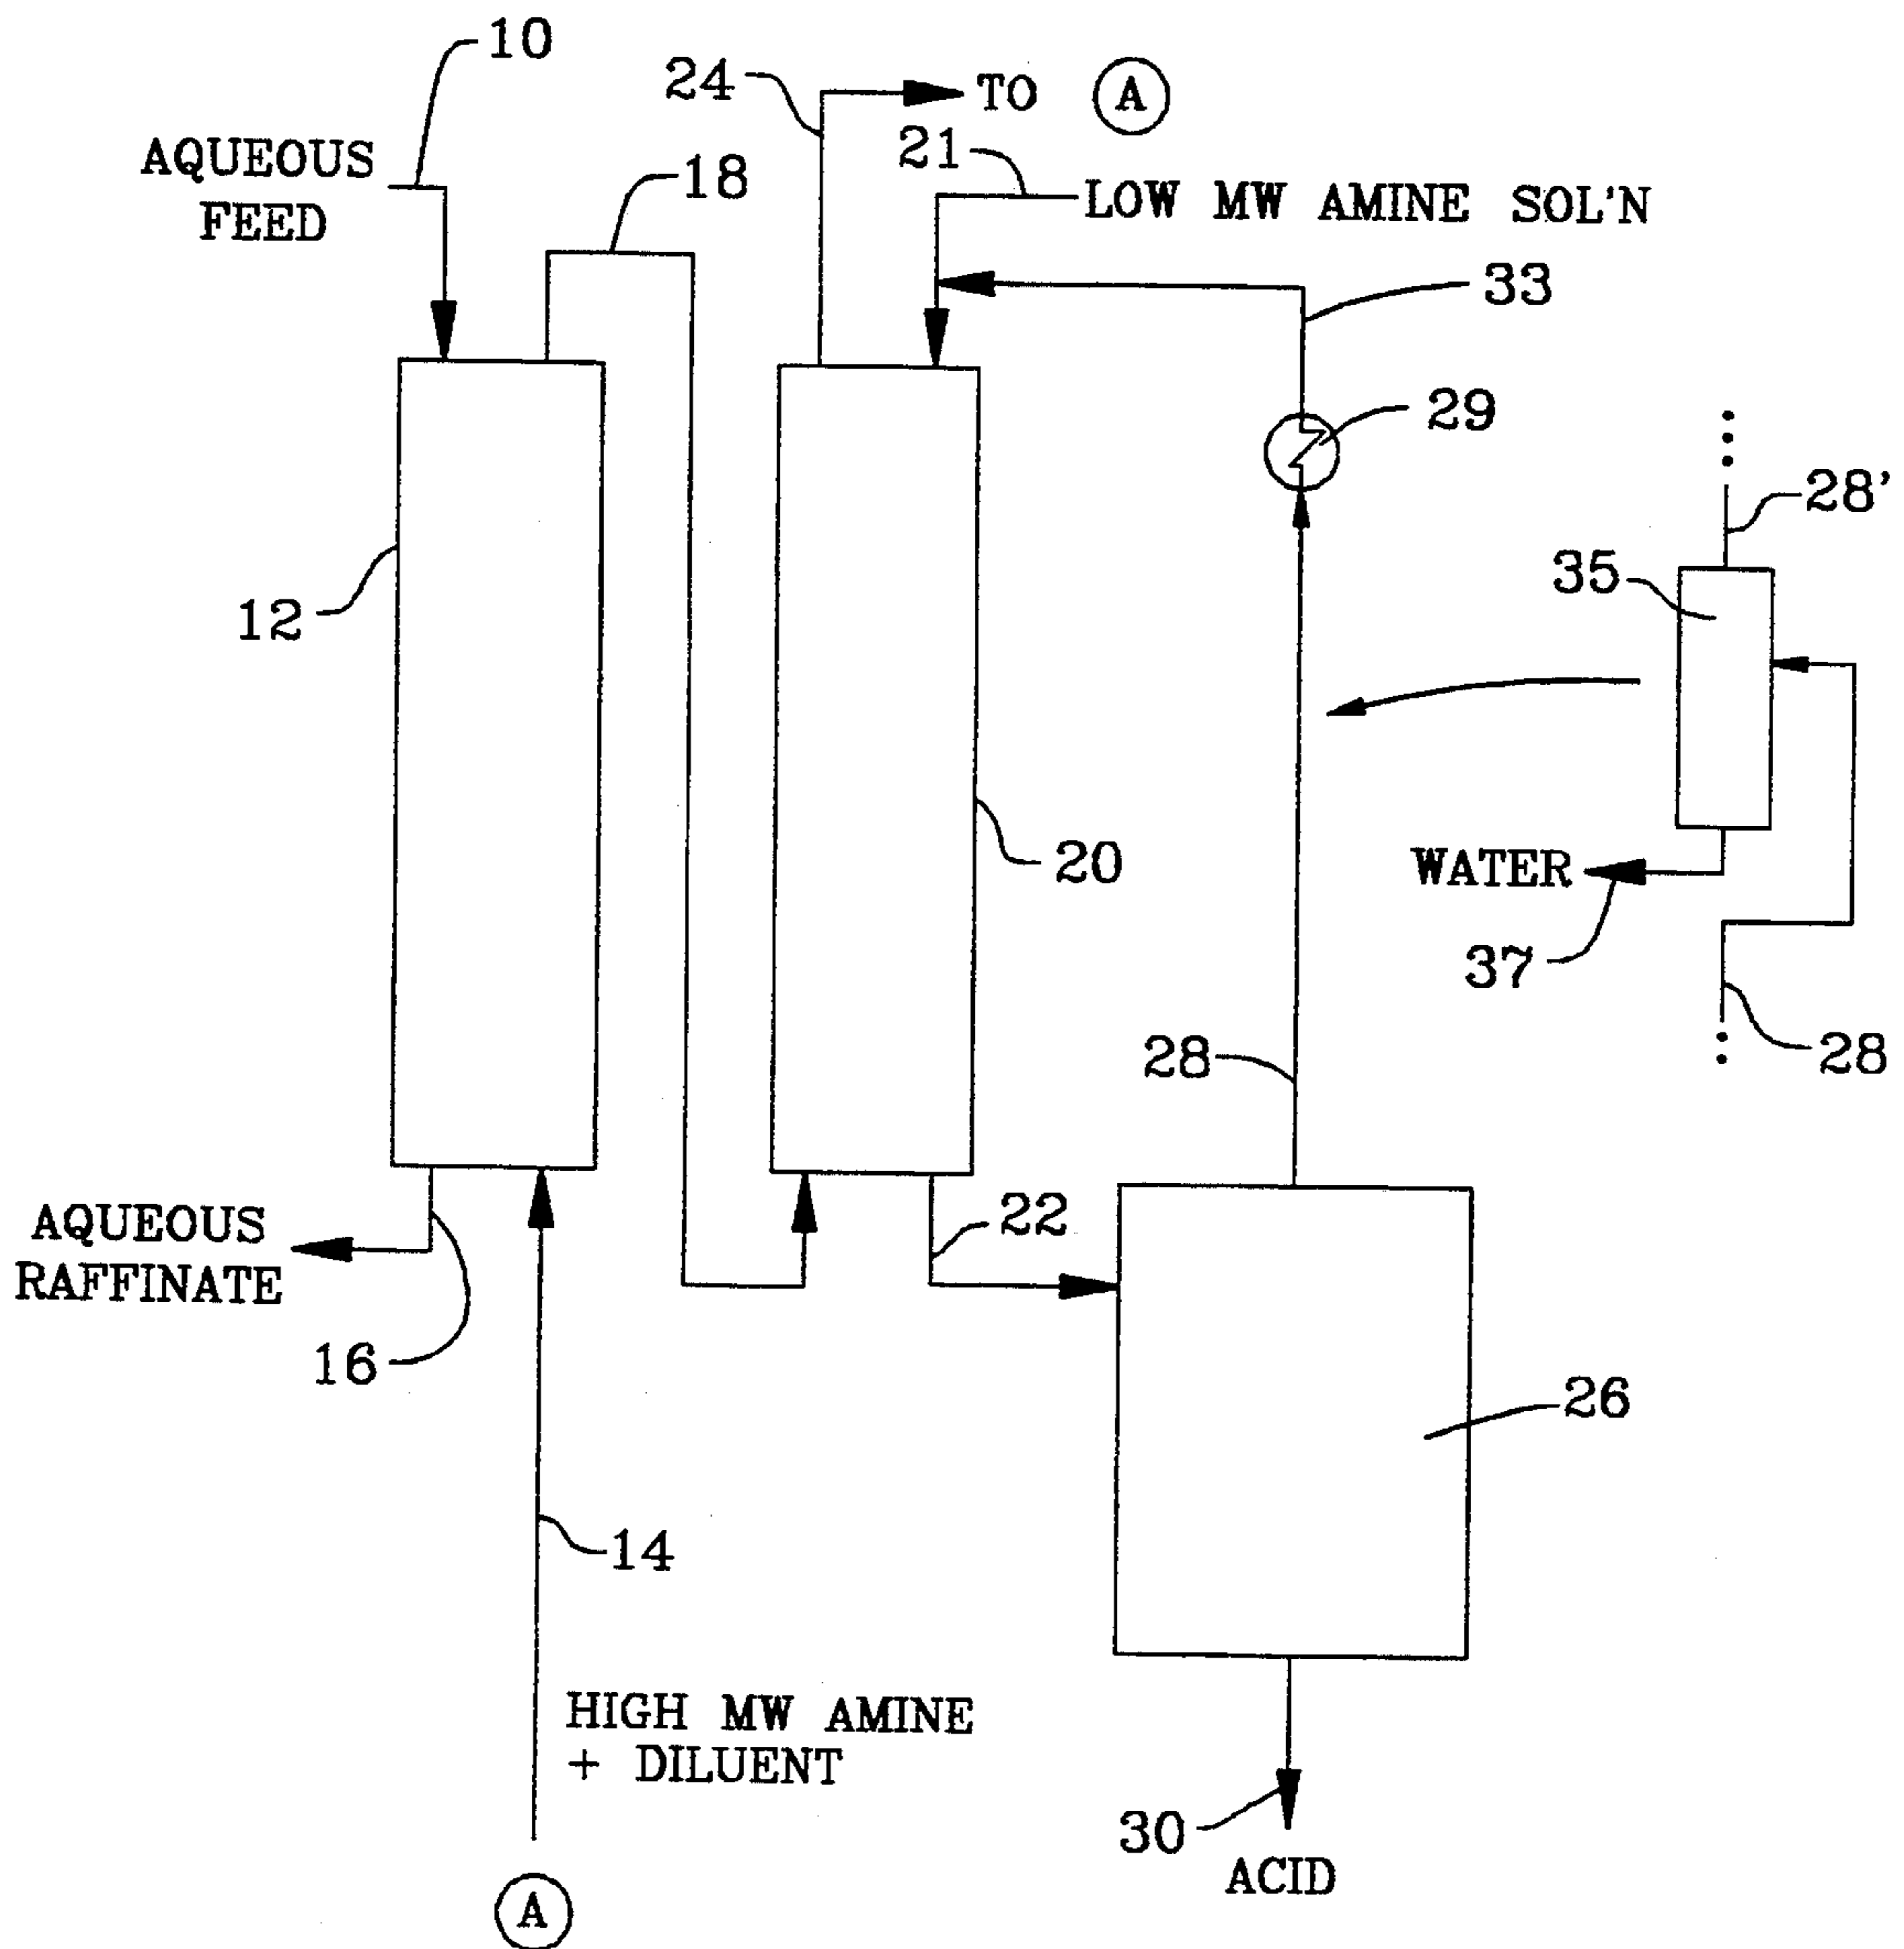 10
24
TO A
21
AQUEOUS
FEED
18
LOW MW AMINE SOL'N
33
29
28'
35
12
20
WATER
37
28
28
22
AQUEOUS
RAFFINATE
16
26
14
HIGH MW AMINE
+ DILUENT
30
ACID
A